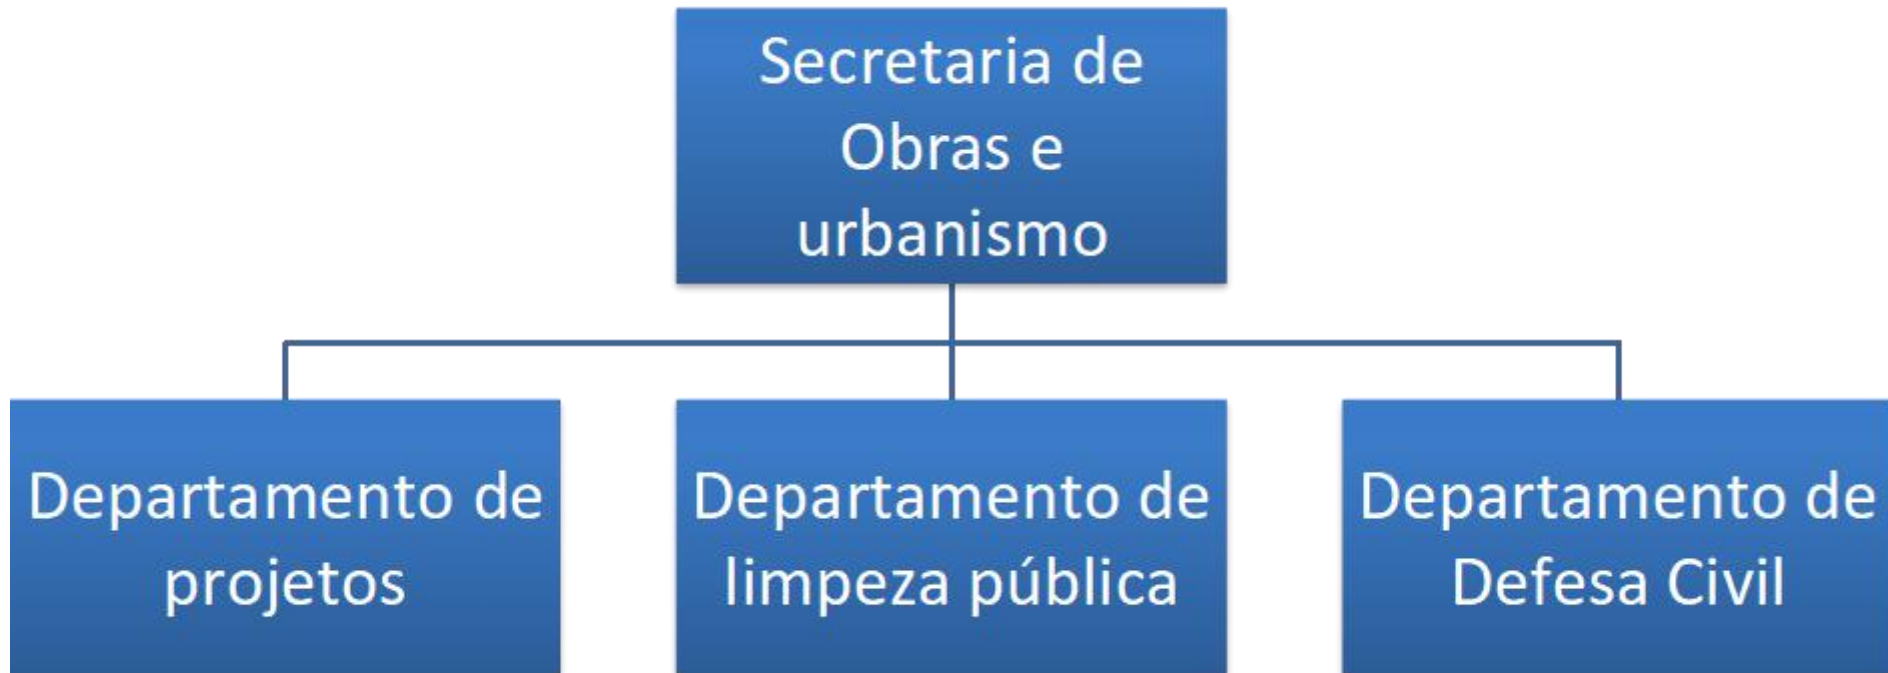 Secretaria de
Obras e
urbanismo
Departamento de
projetos
Departamento de
limpeza pública
Departamento de
Defesa Civil